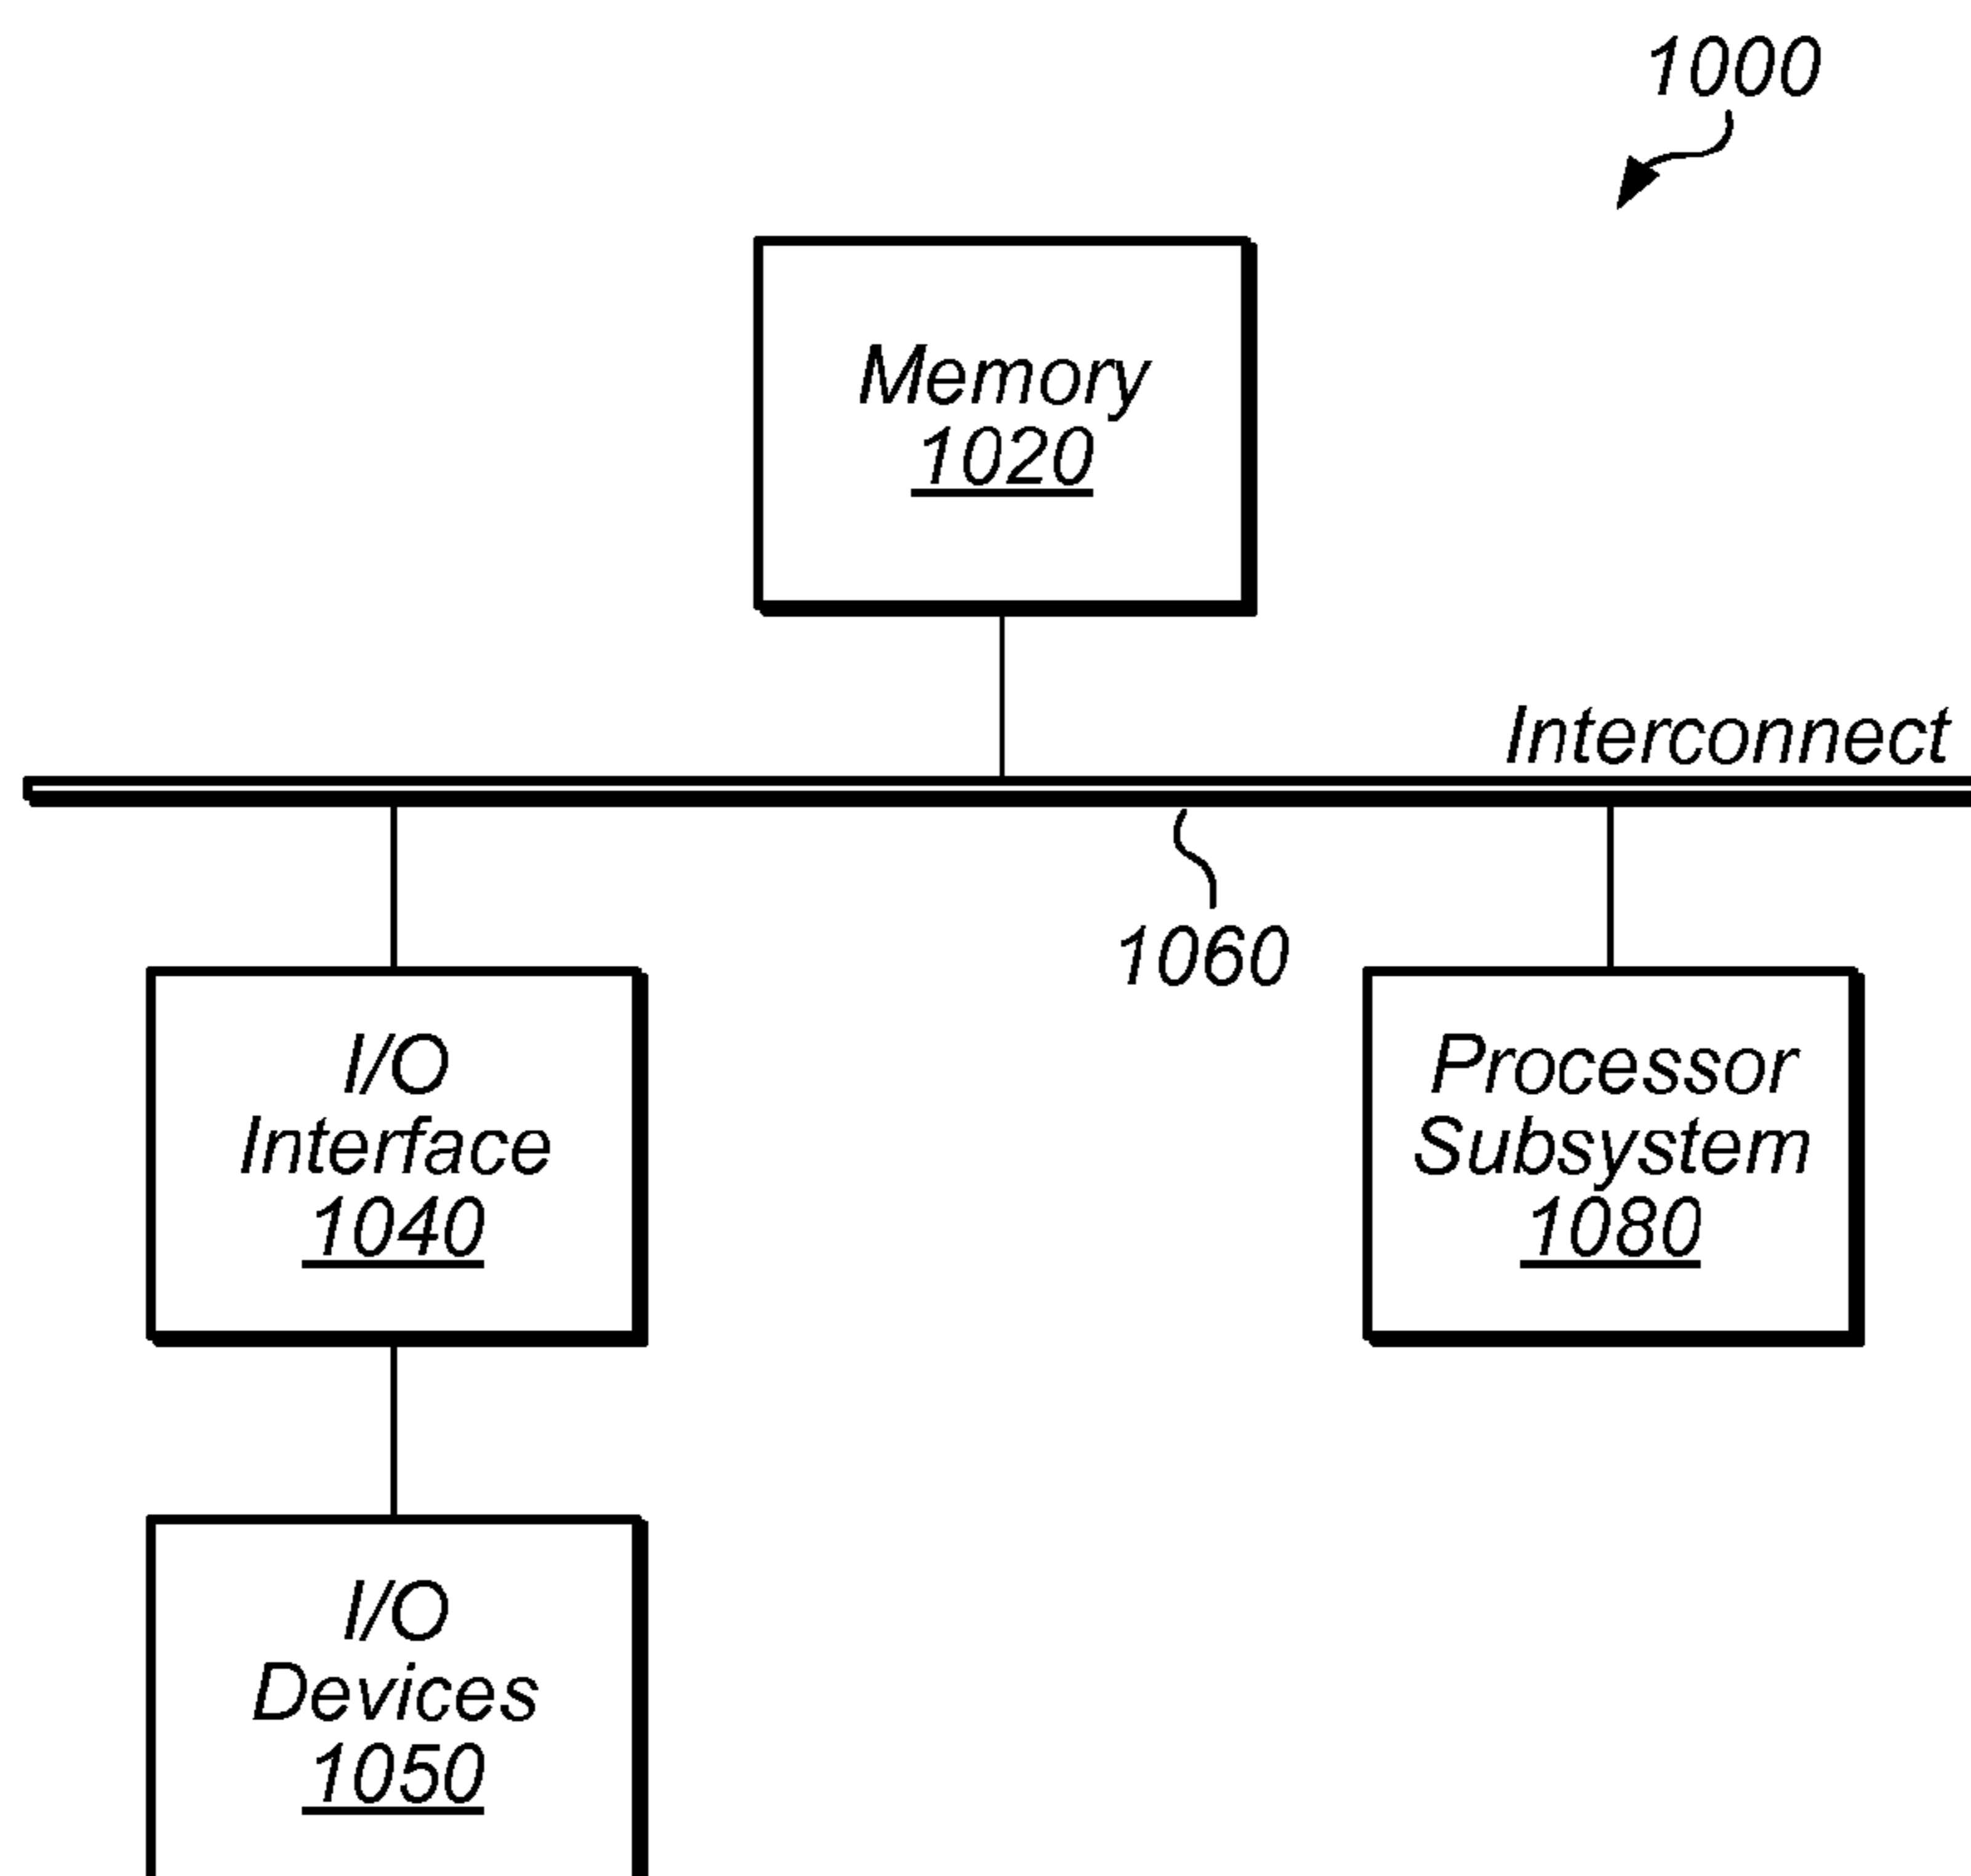 1000
Memory
1020
Interconnect
1060
I/O
Interface
1040
Processor
Subsystem
1080
I/O
Devices
1050